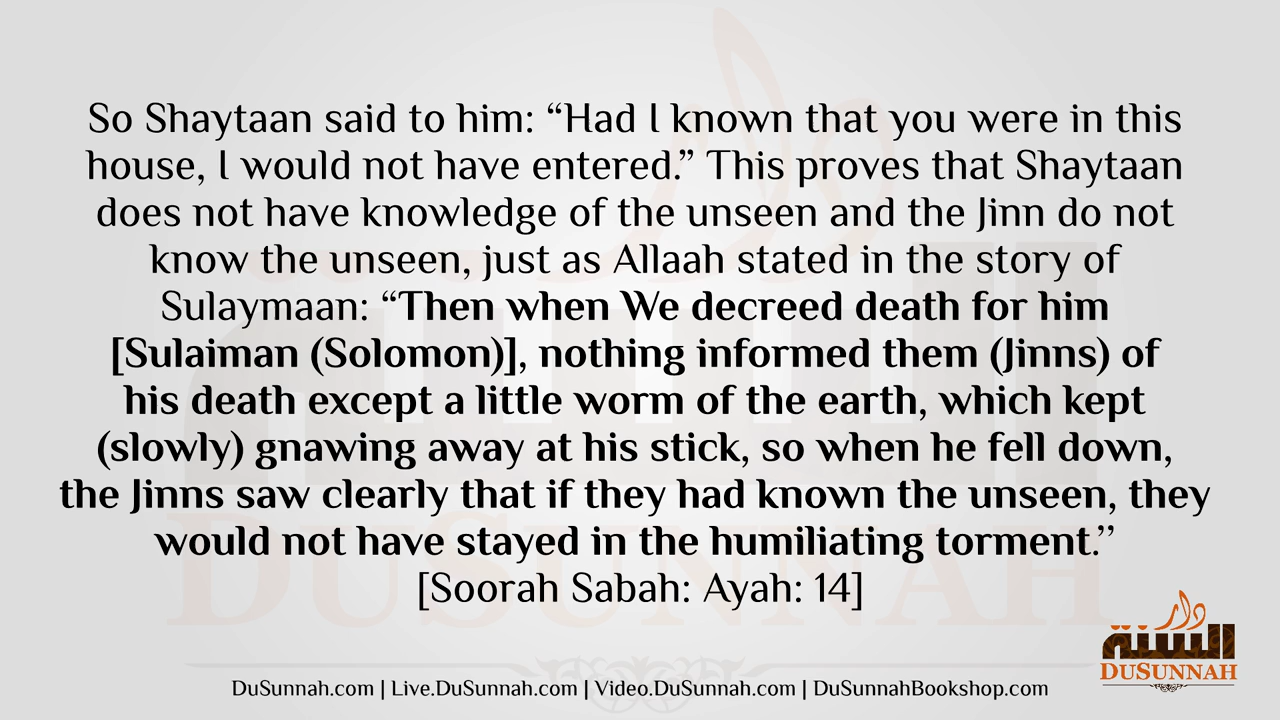 So Shaytaan said to him: “Had I known that you were in this
house, I would not have entered.” This proves that Shaytaan
does not have knowledge of the unseen and the Jinn do not
know the unseen, just as Allaah stated in the story of
Sulaymaan: “Then when We decreed death for him
[Sulaiman (Solomon)], nothing informed them (Jinns) of
his death except a little worm of the earth, which kept
(slowly) gnawing away at his stick, so when he fell down,
the Jinns saw clearly that if they had known the unseen, they
would not have stayed in the humiliating torment.’’
[Soorah Sabah: Ayah: 14]
دار
السنة
DUSUNNAH
DuSunnah.com | Live.DuSunnah.com | Video.DuSunnah.com | DuSunnahBookshop.com